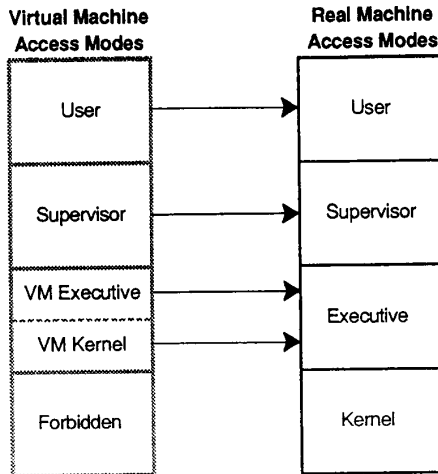 Virtual Machine
Access Modes
User
Supervisor
VM Executive
VM Kernel
Forbidden
Real Machine
Access Modes
User
Supervisor
Executive
Kernel